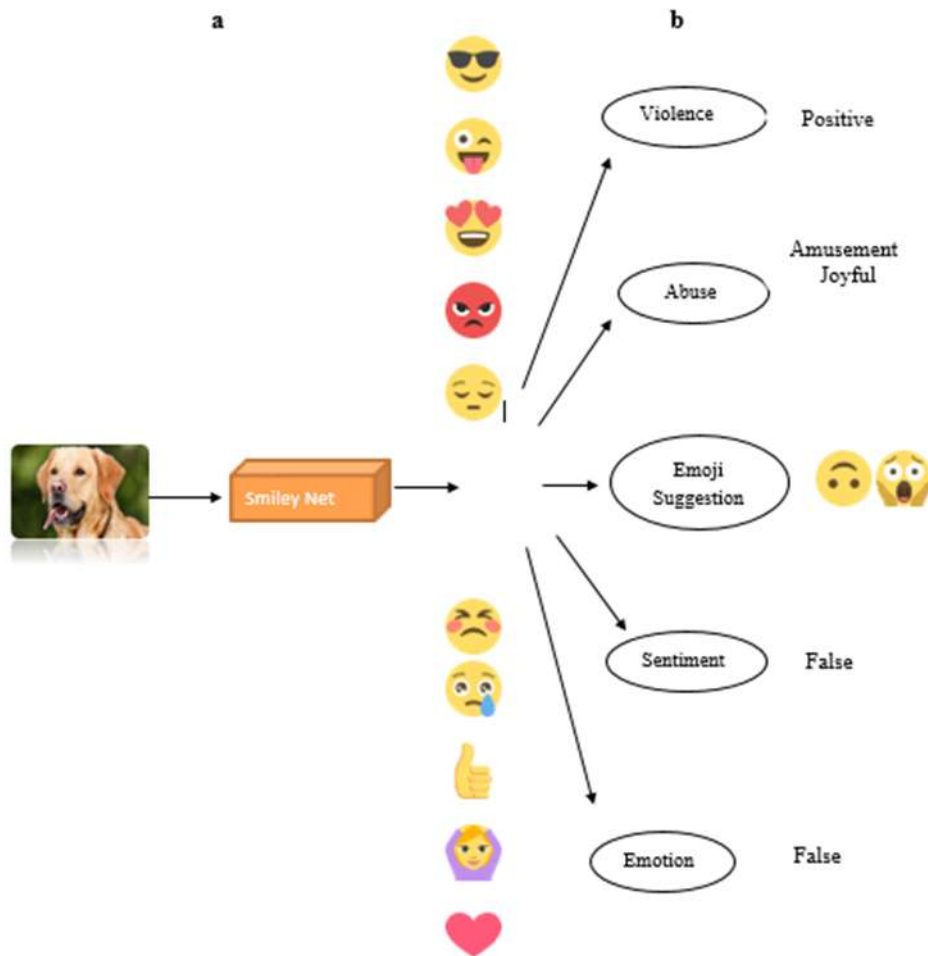 a
b
Violence
Positive
Amusement
Joyful
Abuse
Emoji
Suggestion
Smiley Net
Sentiment
False
Emotion
False